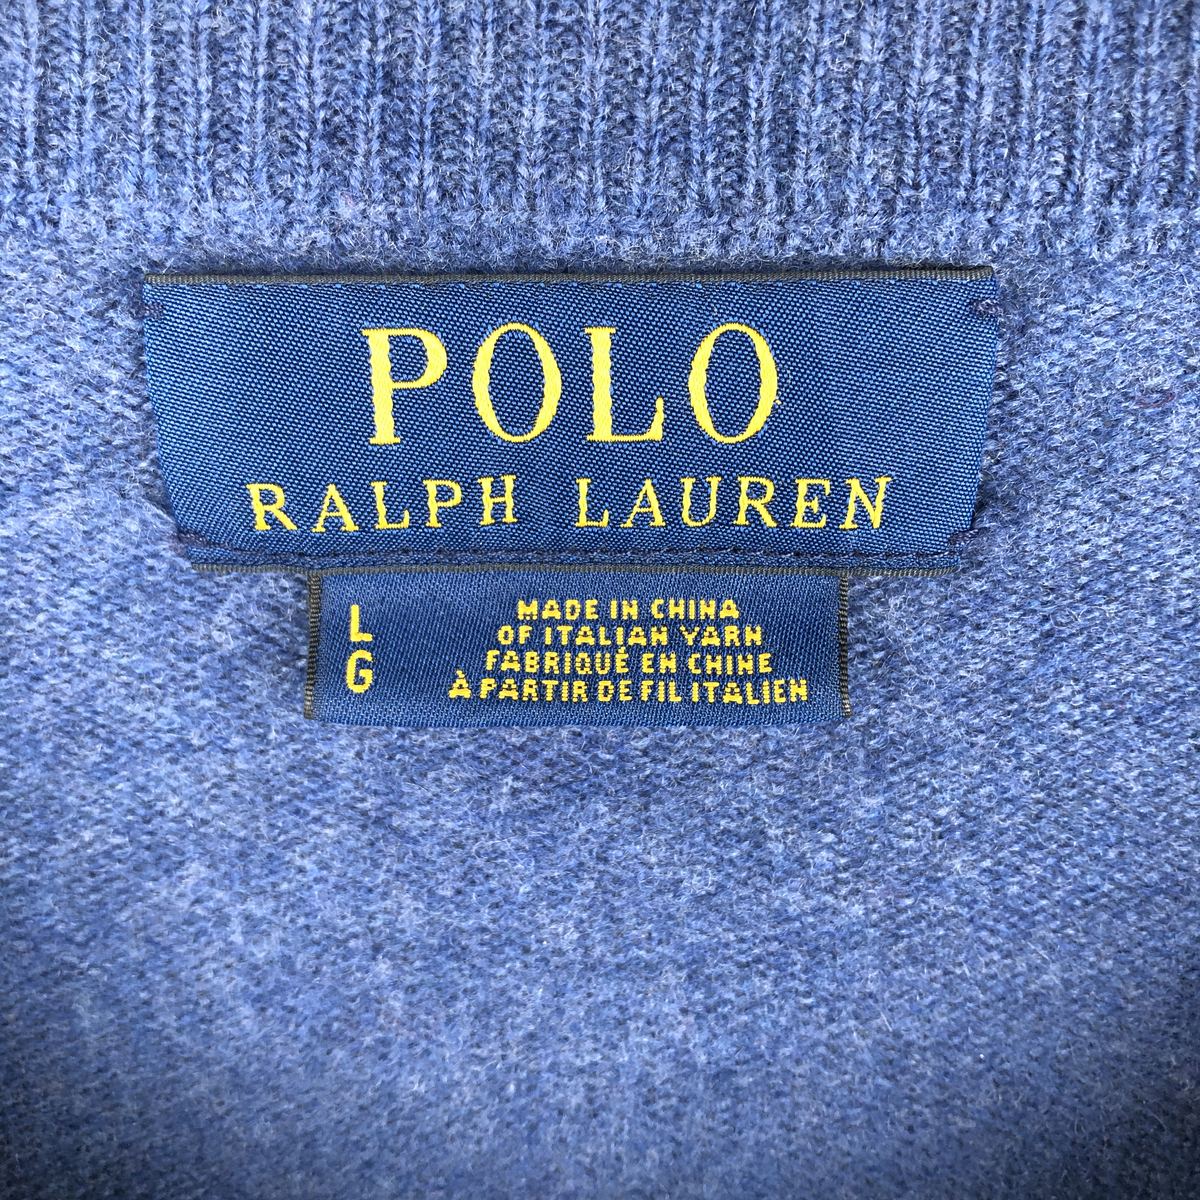 POLO
RALPH LAUREN
L
G
MADE IN CHINA
OF ITALIAN YARN
FABRIQUÉ EN CHINE
À PARTIR DE FIL ITALIEN